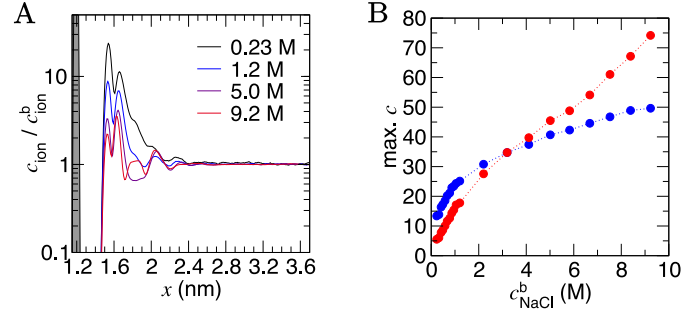 A
0.23 M
1.2 M
5.0 M
9.2 M
10
1
0.1
c_ion / c^b_ion
1.2 1.6 2 2.4 2.8 3.2 3.6
x (nm)
B
80
70
60
50
40
30
20
10
0
max. c
0 2 4 6 8 10
c^b_NaCl (M)